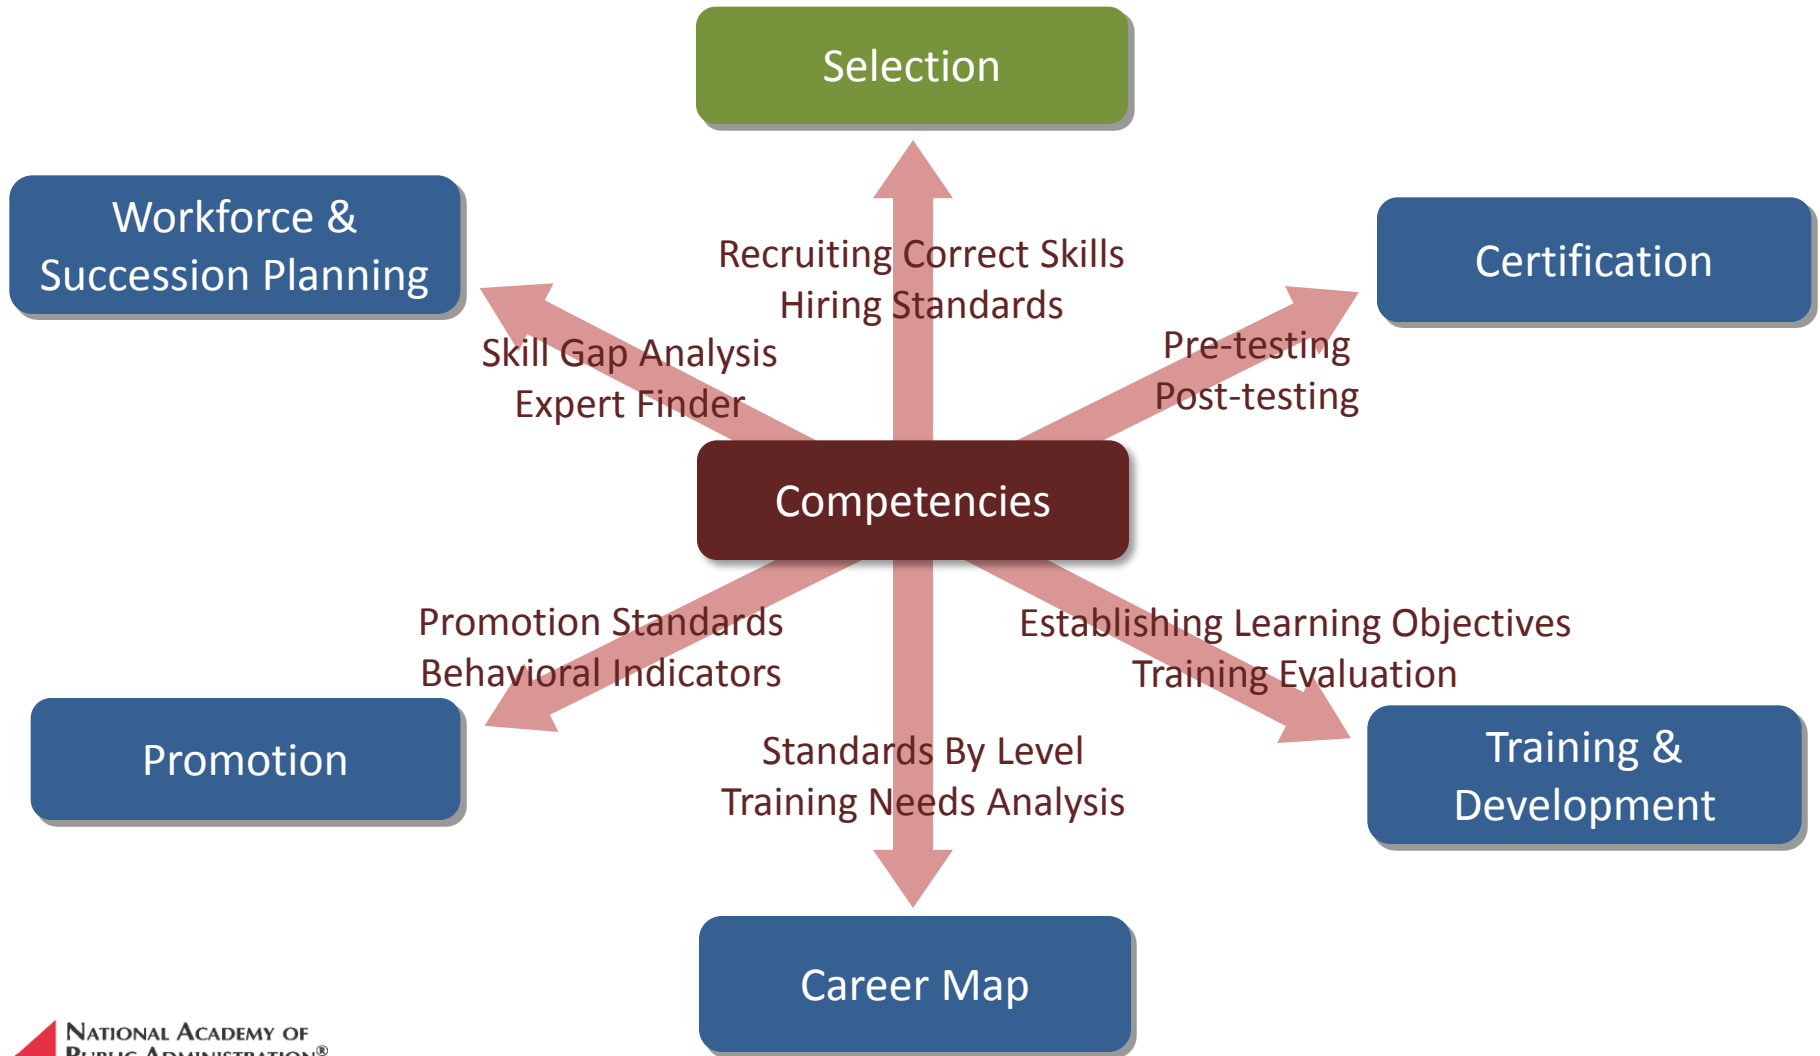 Selection
Workforce &
Succession Planning
Certification
Recruiting Correct Skills
Hiring Standards
Skill Gap Analysis
Expert Finder
Pre-testing
Post-testing
Competencies
Promotion Standards
Behavioral Indicators
Establishing Learning Objectives
Training Evaluation
Promotion
Standards By Level
Training Needs Analysis
Training &
Development
Career Map
NATIONAL ACADEMY OF
PUBLIC ADMINISTRATION®